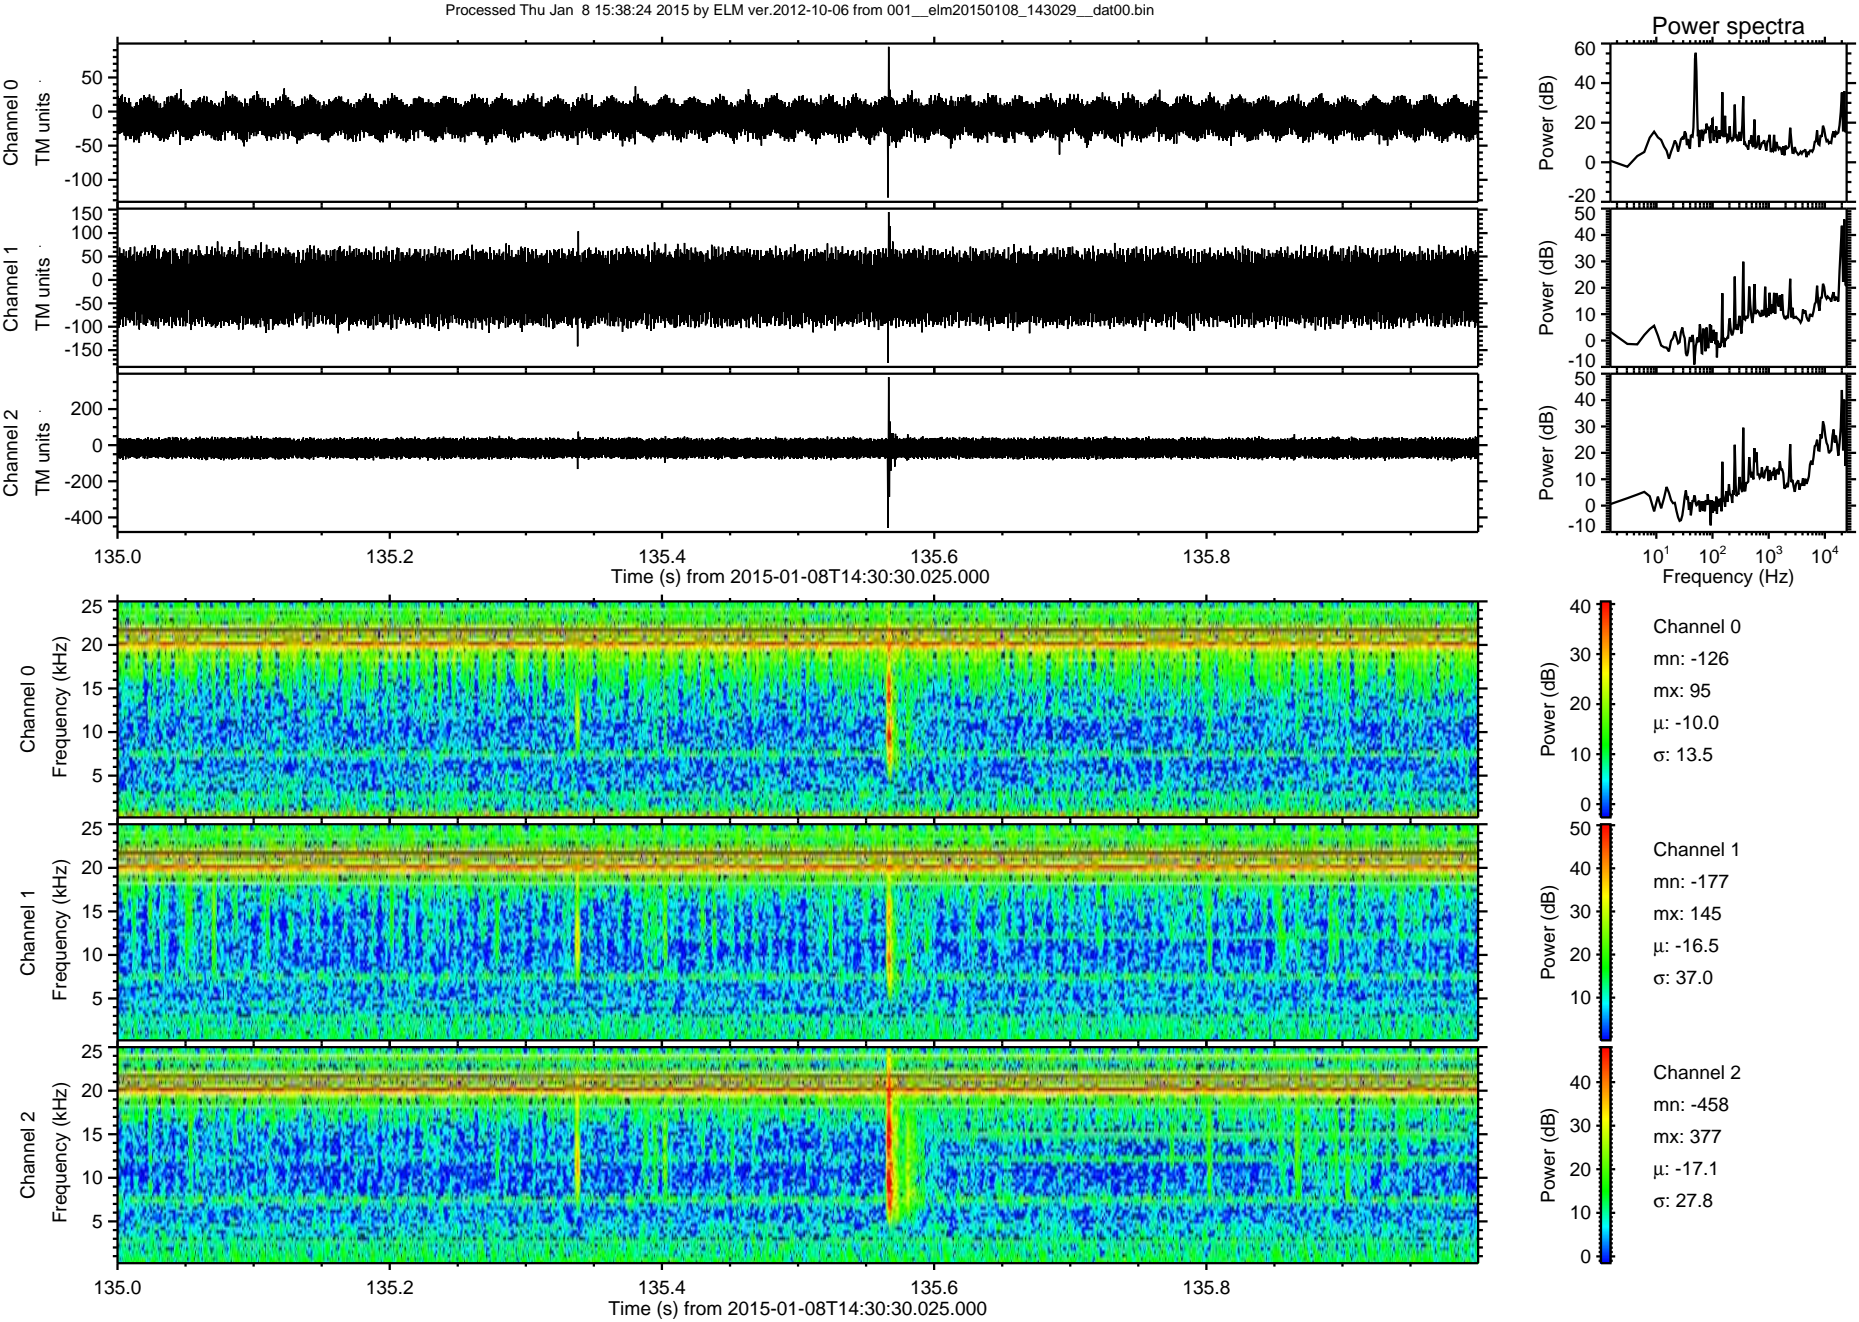 Processed Thu Jan  8 15:38:24 2015 by ELM ver.2012-10-06 from 001__elm20150108_143029__dat00.bin
Power spectra
Channel 0
TM units
50
0
-50
-100
Power (dB)
60
40
20
0
-20
Channel 1
TM units
150
100
50
0
-50
-100
-150
Power (dB)
50
40
30
20
10
0
-10
Channel 2
TM units
200
0
-200
-400
Power (dB)
50
40
30
20
10
0
-10
135.0 135.2 135.4 135.6 135.8
Time (s) from 2015-01-08T14:30:30.025.000
10^1 10^2 10^3 10^4
Frequency (Hz)
Channel 0
Frequency (kHz)
25
20
15
10
5
Power (dB)
40
30
20
10
0
Channel 0
mn: -126
mx: 95
μ: -10.0
σ: 13.5
Channel 1
Frequency (kHz)
25
20
15
10
5
Power (dB)
50
40
30
20
10
Channel 1
mn: -177
mx: 145
μ: -16.5
σ: 37.0
Channel 2
Frequency (kHz)
25
20
15
10
5
Power (dB)
40
30
20
10
0
Channel 2
mn: -458
mx: 377
μ: -17.1
σ: 27.8
135.0 135.2 135.4 135.6 135.8
Time (s) from 2015-01-08T14:30:30.025.000